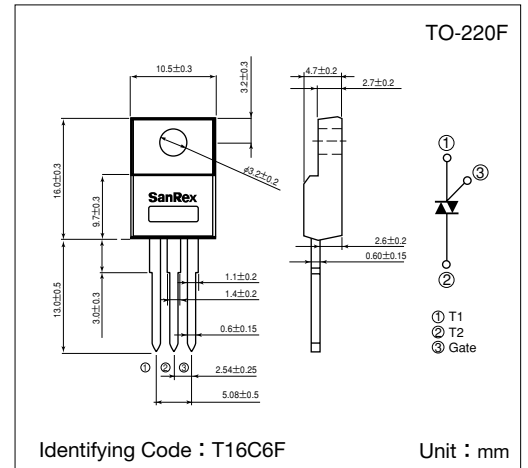 TO-220F
10.5±0.3
3.2±0.2
4.7±0.2
2.7±0.2
16.0±0.3
9.7±0.3
φ3.2±0.2
SanRex
13.0±0.5
3.0±0.3
1.1±0.2
1.4±0.2
0.6±0.15
2.54±0.25
5.08±0.5
① ② ③
2.6±0.2
0.60±0.15
①
③
②
① T1
② T2
③ Gate
Identifying Code：T16C6F
Unit：mm